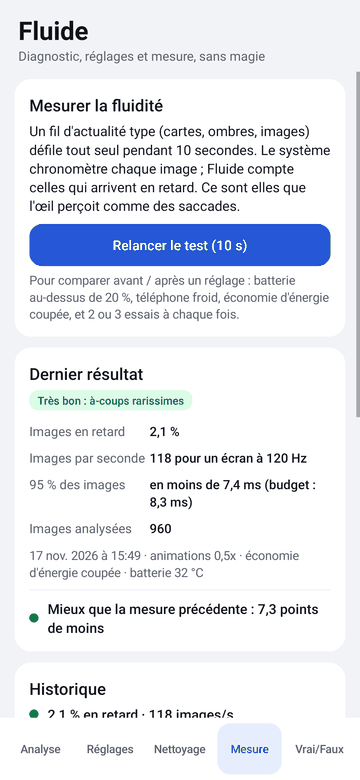 Fluide
Diagnostic, réglages et mesure, sans magie
Mesurer la fluidité
Un fil d'actualité type (cartes, ombres, images)
défile tout seul pendant 10 secondes. Le système
chronomètre chaque image ; Fluide compte
celles qui arrivent en retard. Ce sont elles que
l'œil perçoit comme des saccades.
Relancer le test (10 s)
Pour comparer avant / après un réglage : batterie
au-dessus de 20 %, téléphone froid, économie d'énergie
coupée, et 2 ou 3 essais à chaque fois.
Dernier résultat
Très bon : à-coups rarissimes
Images en retard 2,1 %
Images par seconde 118 pour un écran à 120 Hz
95 % des images en moins de 7,4 ms (budget :
8,3 ms)
Images analysées 960
17 nov. 2026 à 15:49 · animations 0,5x · économie
d'énergie coupée · batterie 32 °C
Mieux que la mesure précédente : 7,3 points
de moins
Historique
2,1 % en retard · 118 images/s
Analyse Réglages Nettoyage Mesure Vrai/Faux